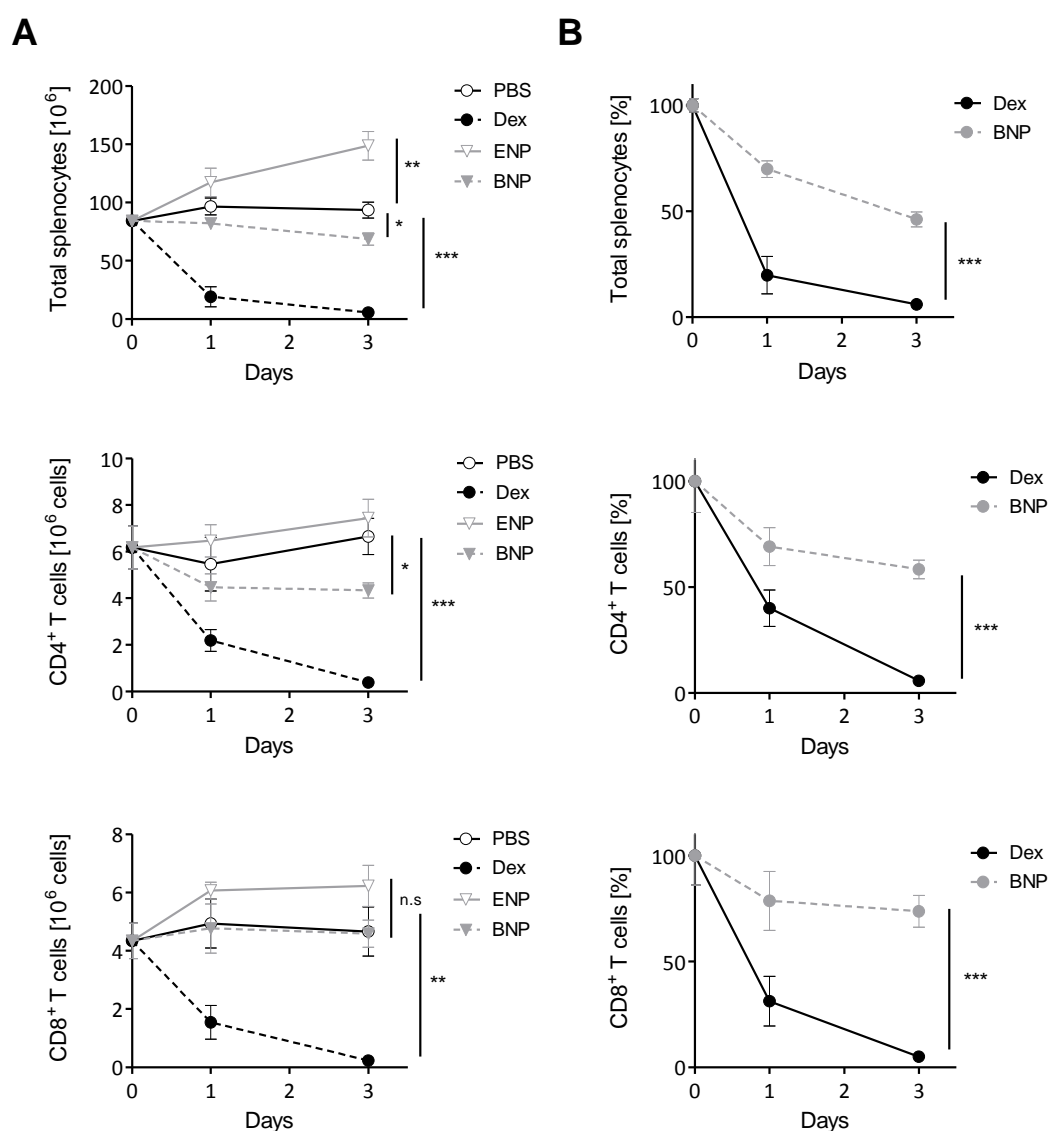 A
Total splenocytes [10⁶]
200
150
100
50
0
0 1 2 3
Days
PBS
Dex
ENP
BNP
**
*
***
B
Total splenocytes [%]
100
50
0
0 1 2 3
Days
Dex
BNP
***
CD4⁺ T cells [10⁶ cells]
10
8
6
4
2
0
0 1 2 3
Days
PBS
Dex
ENP
BNP
*
***
CD4⁺ T cells [%]
100
50
0
0 1 2 3
Days
Dex
BNP
***
CD8⁺ T cells [10⁶ cells]
8
6
4
2
0
0 1 2 3
Days
PBS
Dex
ENP
BNP
n.s
**
CD8⁺ T cells [%]
100
50
0
0 1 2 3
Days
Dex
BNP
***